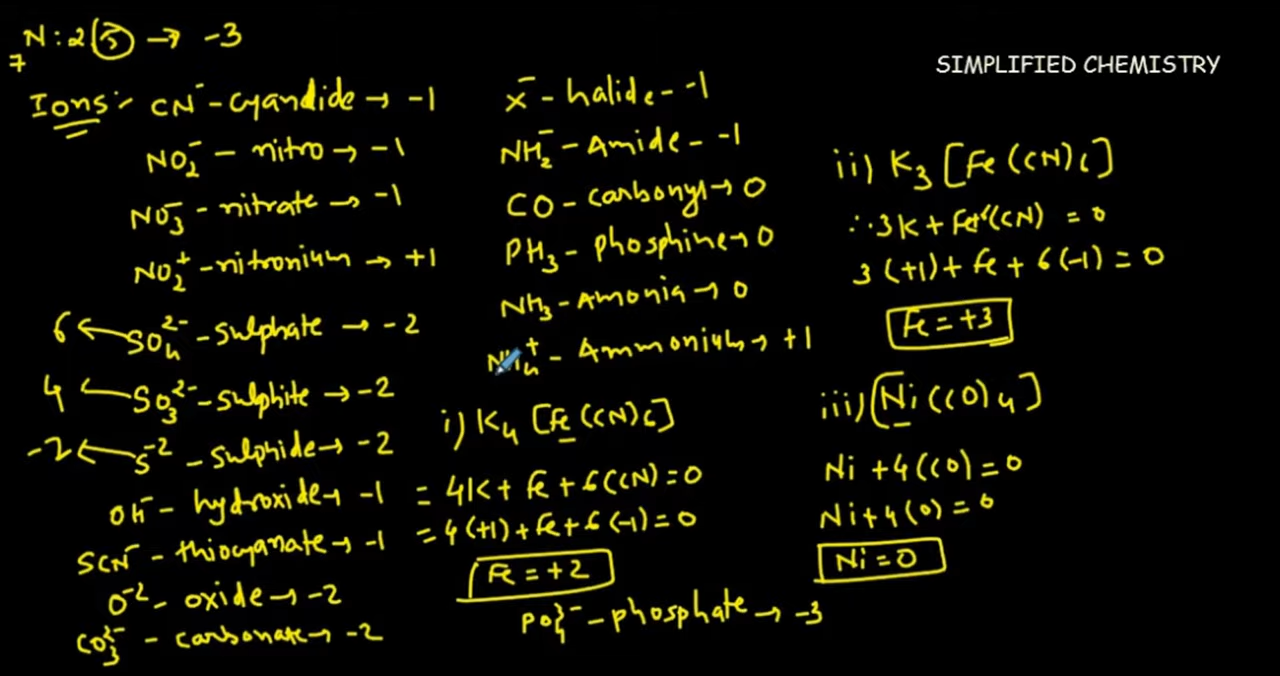 ₇N : 2(5) → -3
SIMPLIFIED CHEMISTRY
Ions :- CN⁻ - cyandide → -1
NO₂⁻ - nitro → -1
NO₃⁻ - nitrate → -1
NO₂⁺ - nitronium → +1
6 ← SO₄²⁻ - sulphate → -2
4 ← SO₃²⁻ - sulphite → -2
-2 ← S⁻² - sulphide → -2
OH⁻ - hydroxide → -1
SCN⁻ - thiocyanate → -1
O⁻² - oxide → -2
CO₃²⁻ - carbonate → -2
X⁻ - halide - -1
NH₂⁻ - Amide - -1
CO - carbonyl → 0
PH₃ - phosphine → 0
NH₃ - Amonia → 0
NH₄⁺ - Ammonium → +1
i) K₄ [Fe (CN)₆]
= 4K + Fe + 6(CN) = 0
= 4(+1) + Fe + 6(-1) = 0
Fe = +2
PO₄³⁻ - phosphate → -3
ii) K₃ [Fe (CN)₆]
∴ 3K + Fe + 6(CN) = 0
3(+1) + Fe + 6(-1) = 0
Fe = +3
iii) [Ni (CO)₄]
Ni + 4(CO) = 0
Ni + 4(0) = 0
Ni = 0